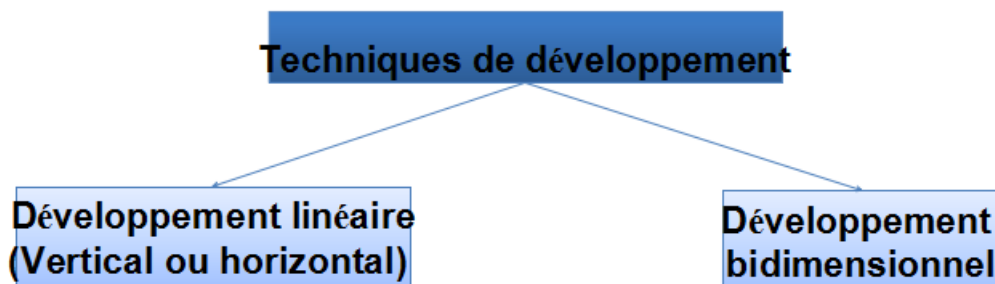 Techniques de développement
Développement linéaire
(Vertical ou horizontal)
Développement
bidimensionnel